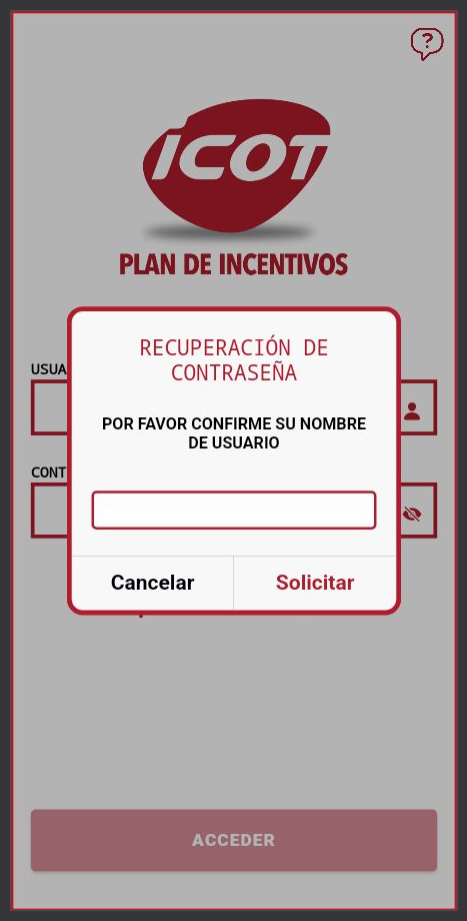 ?
ICOT
PLAN DE INCENTIVOS
RECUPERACIÓN DE
CONTRASEÑA
USUA
POR FAVOR CONFIRME SU NOMBRE
DE USUARIO
CONT
Cancelar
Solicitar
ACCEDER